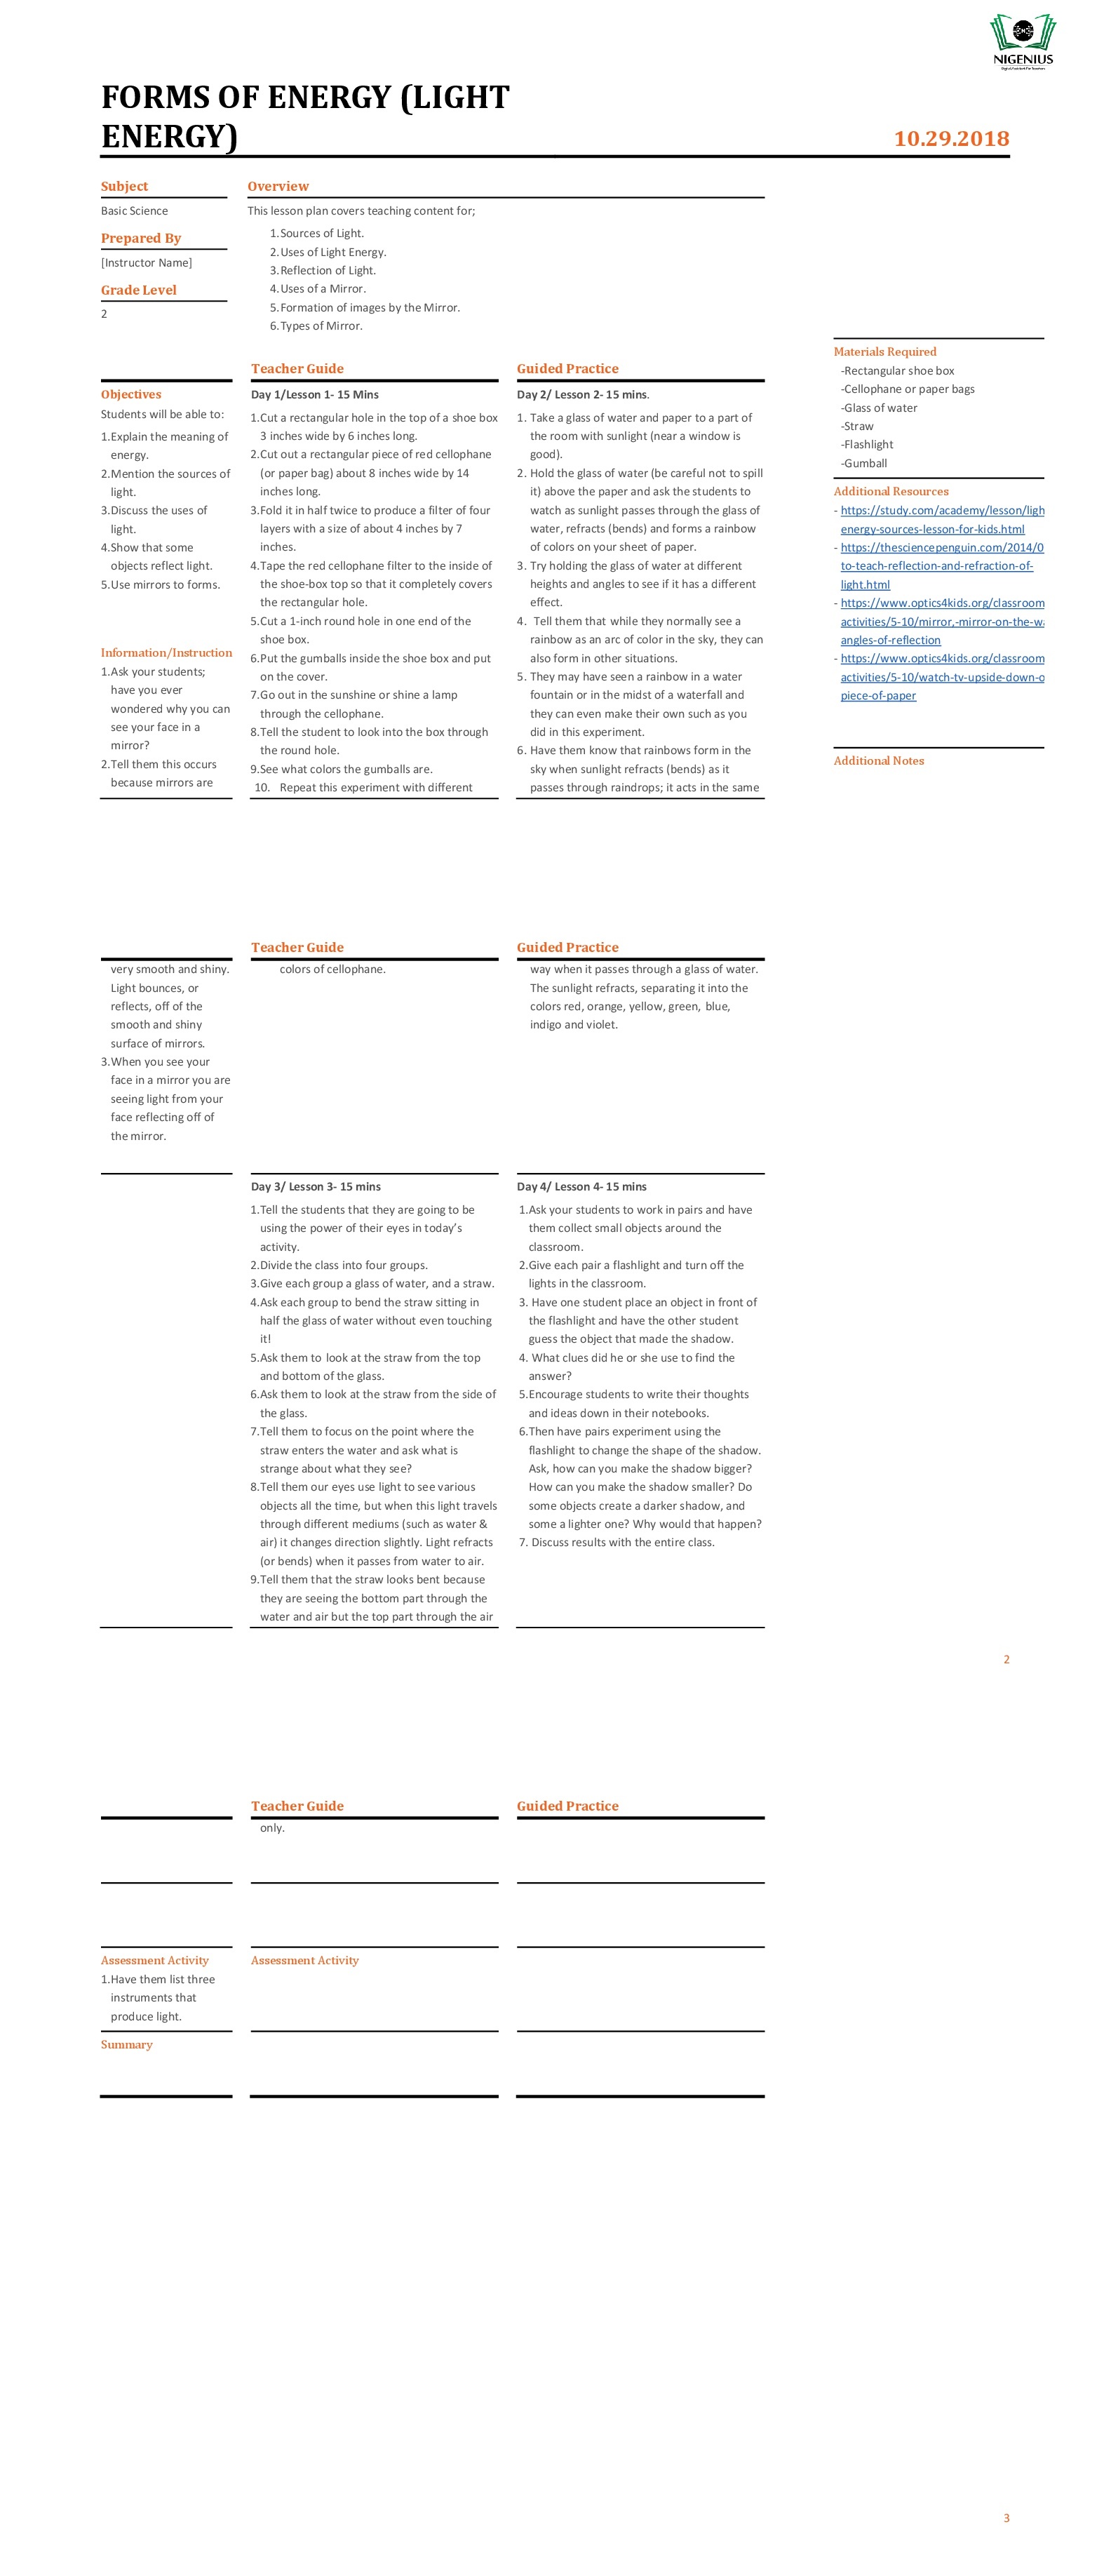 NIGENIUS
FORMS OF ENERGY (LIGHT
ENERGY)
10.29.2018
Subject
Basic Science
Prepared By
[Instructor Name]
Grade Level
2
Overview
This lesson plan covers teaching content for;
1.Sources of Light.
2.Uses of Light Energy.
3.Reflection of Light.
4.Uses of a Mirror.
5.Formation of images by the Mirror.
6.Types of Mirror.
Objectives
Students will be able to:
1.Explain the meaning of
energy.
2.Mention the sources of
light.
3.Discuss the uses of
light.
4.Show that some
objects reflect light.
5.Use mirrors to forms.
Information/Instruction
1.Ask your students;
have you ever
wondered why you can
see your face in a
mirror?
2.Tell them this occurs
because mirrors are
Teacher Guide
Day 1/Lesson 1- 15 Mins
1.Cut a rectangular hole in the top of a shoe box
3 inches wide by 6 inches long.
2.Cut out a rectangular piece of red cellophane
(or paper bag) about 8 inches wide by 14
inches long.
3.Fold it in half twice to produce a filter of four
layers with a size of about 4 inches by 7
inches.
4.Tape the red cellophane filter to the inside of
the shoe-box top so that it completely covers
the rectangular hole.
5.Cut a 1-inch round hole in one end of the
shoe box.
6.Put the gumballs inside the shoe box and put
on the cover.
7.Go out in the sunshine or shine a lamp
through the cellophane.
8.Tell the student to look into the box through
the round hole.
9.See what colors the gumballs are.
10. Repeat this experiment with different
Guided Practice
Day 2/ Lesson 2- 15 mins.
1. Take a glass of water and paper to a part of
the room with sunlight (near a window is
good).
2. Hold the glass of water (be careful not to spill
it) above the paper and ask the students to
watch as sunlight passes through the glass of
water, refracts (bends) and forms a rainbow
of colors on your sheet of paper.
3. Try holding the glass of water at different
heights and angles to see if it has a different
effect.
4. Tell them that while they normally see a
rainbow as an arc of color in the sky, they can
also form in other situations.
5. They may have seen a rainbow in a water
fountain or in the midst of a waterfall and
they can even make their own such as you
did in this experiment.
6. Have them know that rainbows form in the
sky when sunlight refracts (bends) as it
passes through raindrops; it acts in the same
Materials Required
-Rectangular shoe box
-Cellophane or paper bags
-Glass of water
-Straw
-Flashlight
-Gumball
Additional Resources
- https://study.com/academy/lesson/ligh
energy-sources-lesson-for-kids.html
- https://thesciencepenguin.com/2014/0
to-teach-reflection-and-refraction-of-
light.html
- https://www.optics4kids.org/classroom
activities/5-10/mirror,-mirror-on-the-wa
angles-of-reflection
- https://www.optics4kids.org/classroom
activities/5-10/watch-tv-upside-down-o
piece-of-paper
Additional Notes
very smooth and shiny.
Light bounces, or
reflects, off of the
smooth and shiny
surface of mirrors.
3.When you see your
face in a mirror you are
seeing light from your
face reflecting off of
the mirror.
Teacher Guide
colors of cellophane.
Guided Practice
way when it passes through a glass of water.
The sunlight refracts, separating it into the
colors red, orange, yellow, green, blue,
indigo and violet.
Day 3/ Lesson 3- 15 mins
1.Tell the students that they are going to be
using the power of their eyes in today's
activity.
2.Divide the class into four groups.
3.Give each group a glass of water, and a straw.
4.Ask each group to bend the straw sitting in
half the glass of water without even touching
it!
5.Ask them to look at the straw from the top
and bottom of the glass.
6.Ask them to look at the straw from the side of
the glass.
7.Tell them to focus on the point where the
straw enters the water and ask what is
strange about what they see?
8.Tell them our eyes use light to see various
objects all the time, but when this light travels
through different mediums (such as water &
air) it changes direction slightly. Light refracts
(or bends) when it passes from water to air.
9.Tell them that the straw looks bent because
they are seeing the bottom part through the
water and air but the top part through the air
Day 4/ Lesson 4- 15 mins
1.Ask your students to work in pairs and have
them collect small objects around the
classroom.
2.Give each pair a flashlight and turn off the
lights in the classroom.
3. Have one student place an object in front of
the flashlight and have the other student
guess the object that made the shadow.
4. What clues did he or she use to find the
answer?
5.Encourage students to write their thoughts
and ideas down in their notebooks.
6.Then have pairs experiment using the
flashlight to change the shape of the shadow.
Ask, how can you make the shadow bigger?
How can you make the shadow smaller? Do
some objects create a darker shadow, and
some a lighter one? Why would that happen?
7. Discuss results with the entire class.
2
Teacher Guide
only.
Guided Practice
Assessment Activity
1.Have them list three
instruments that
produce light.
Assessment Activity
Summary
3